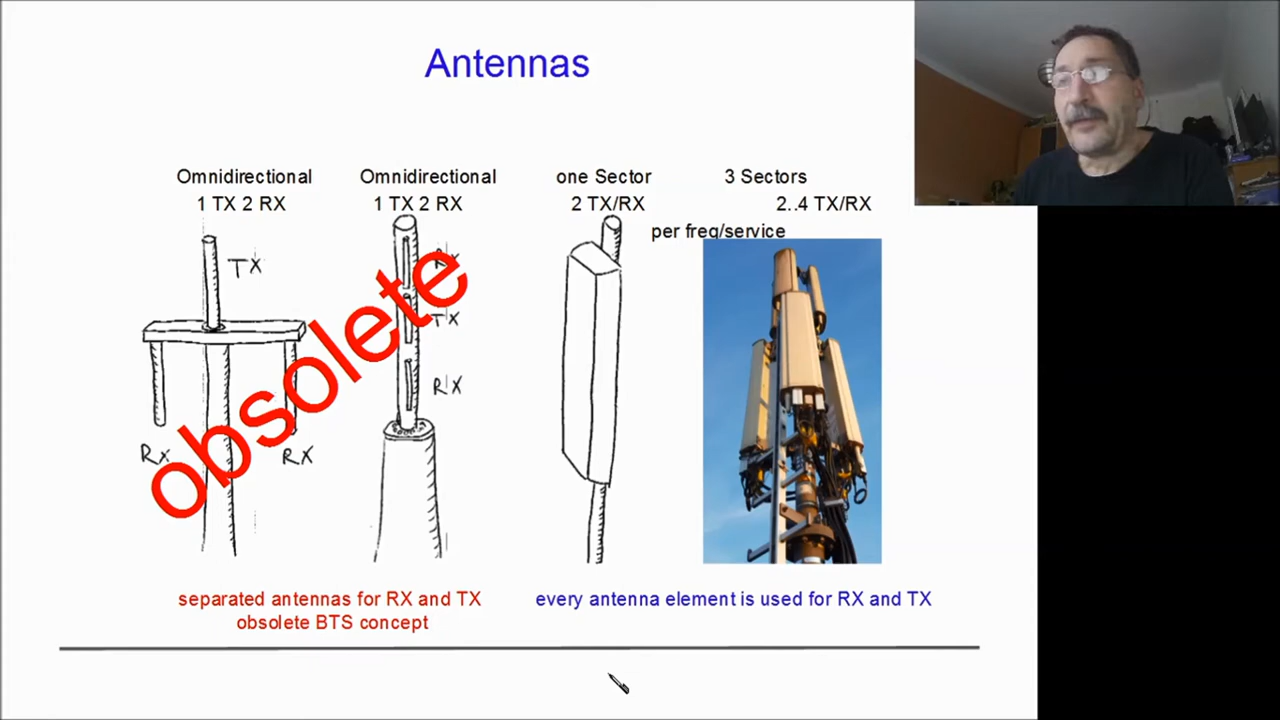 Antennas
Omnidirectional
1 TX 2 RX
Omnidirectional
1 TX 2 RX
one Sector
2 TX/RX
3 Sectors
2..4 TX/RX
per freq/service
TX
RX
RX
RX
TX
RX
obsolete
separated antennas for RX and TX
obsolete BTS concept
every antenna element is used for RX and TX